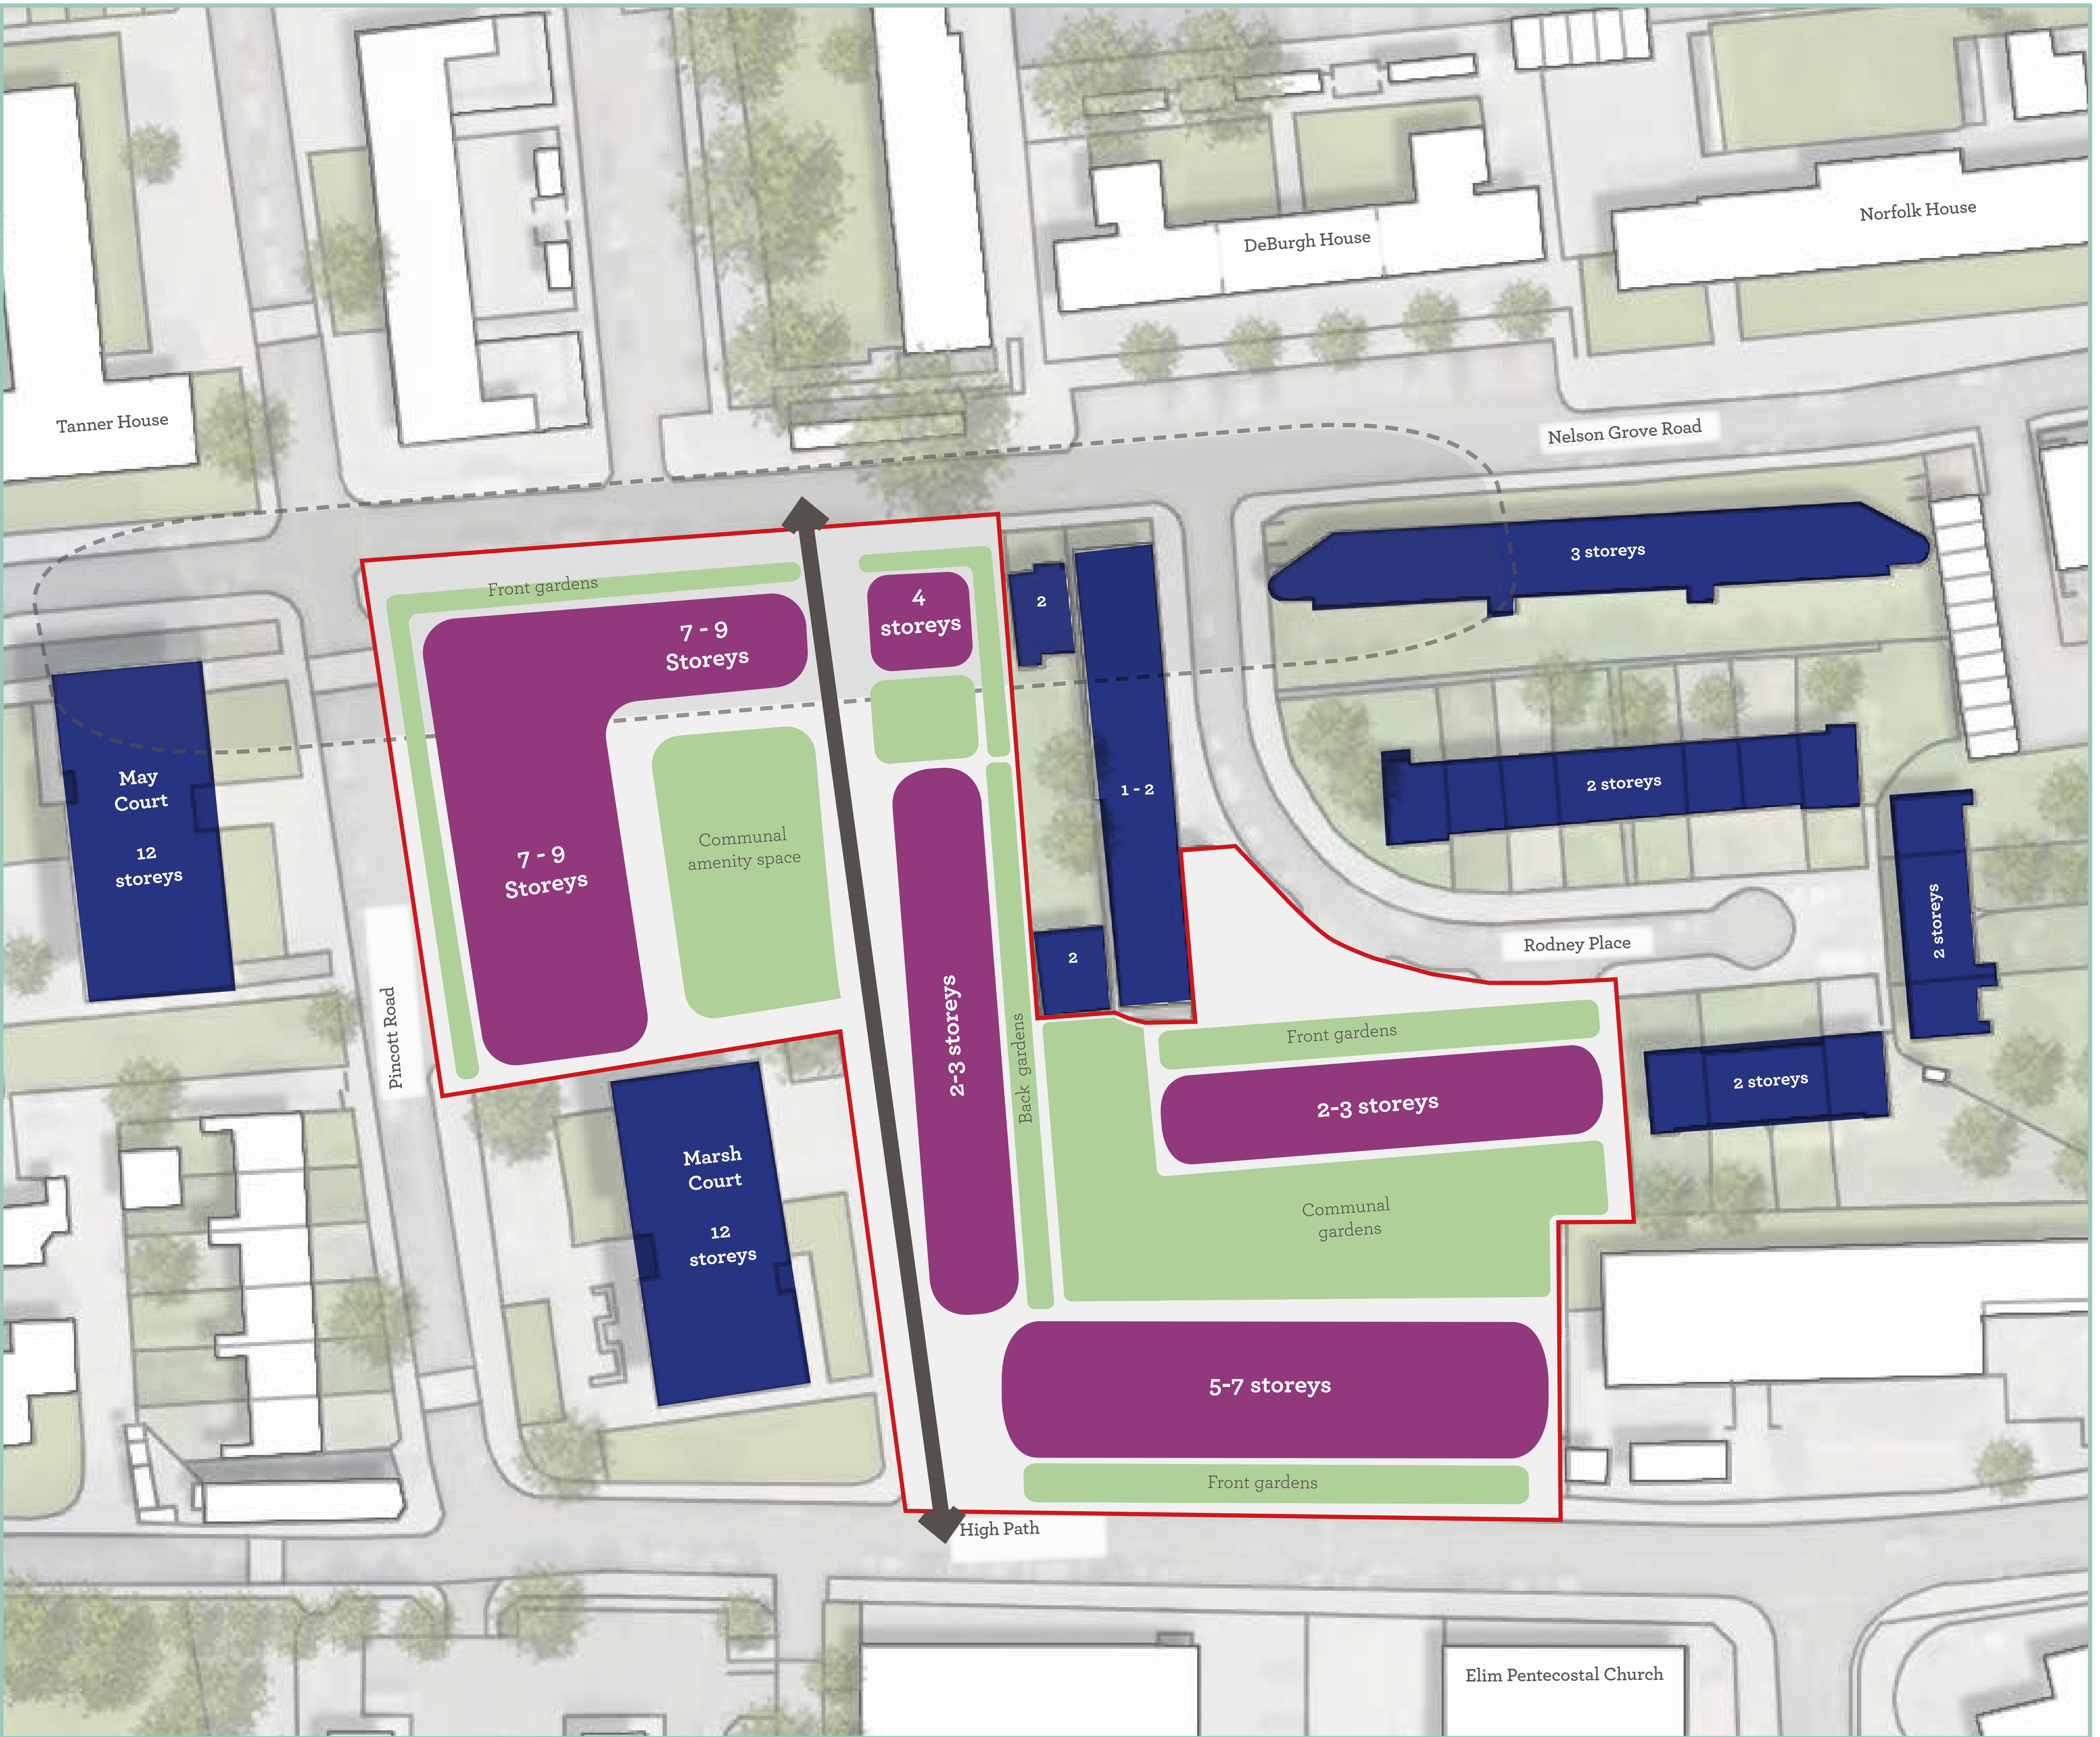 Norfolk House
DeBurgh House
Tanner House
Nelson Grove Road
Front gardens
7 - 9
Storeys
4
storeys
2
3 storeys
May
Court
12
storeys
1 - 2
2 storeys
Communal
amenity space
7 - 9
Storeys
2 storeys
2
Rodney Place
Pincott Road
2-3 storeys
Back gardens
Front gardens
2-3 storeys
2 storeys
Marsh
Court
12
storeys
Communal
gardens
5-7 storeys
Front gardens
High Path
Elim Pentecostal Church